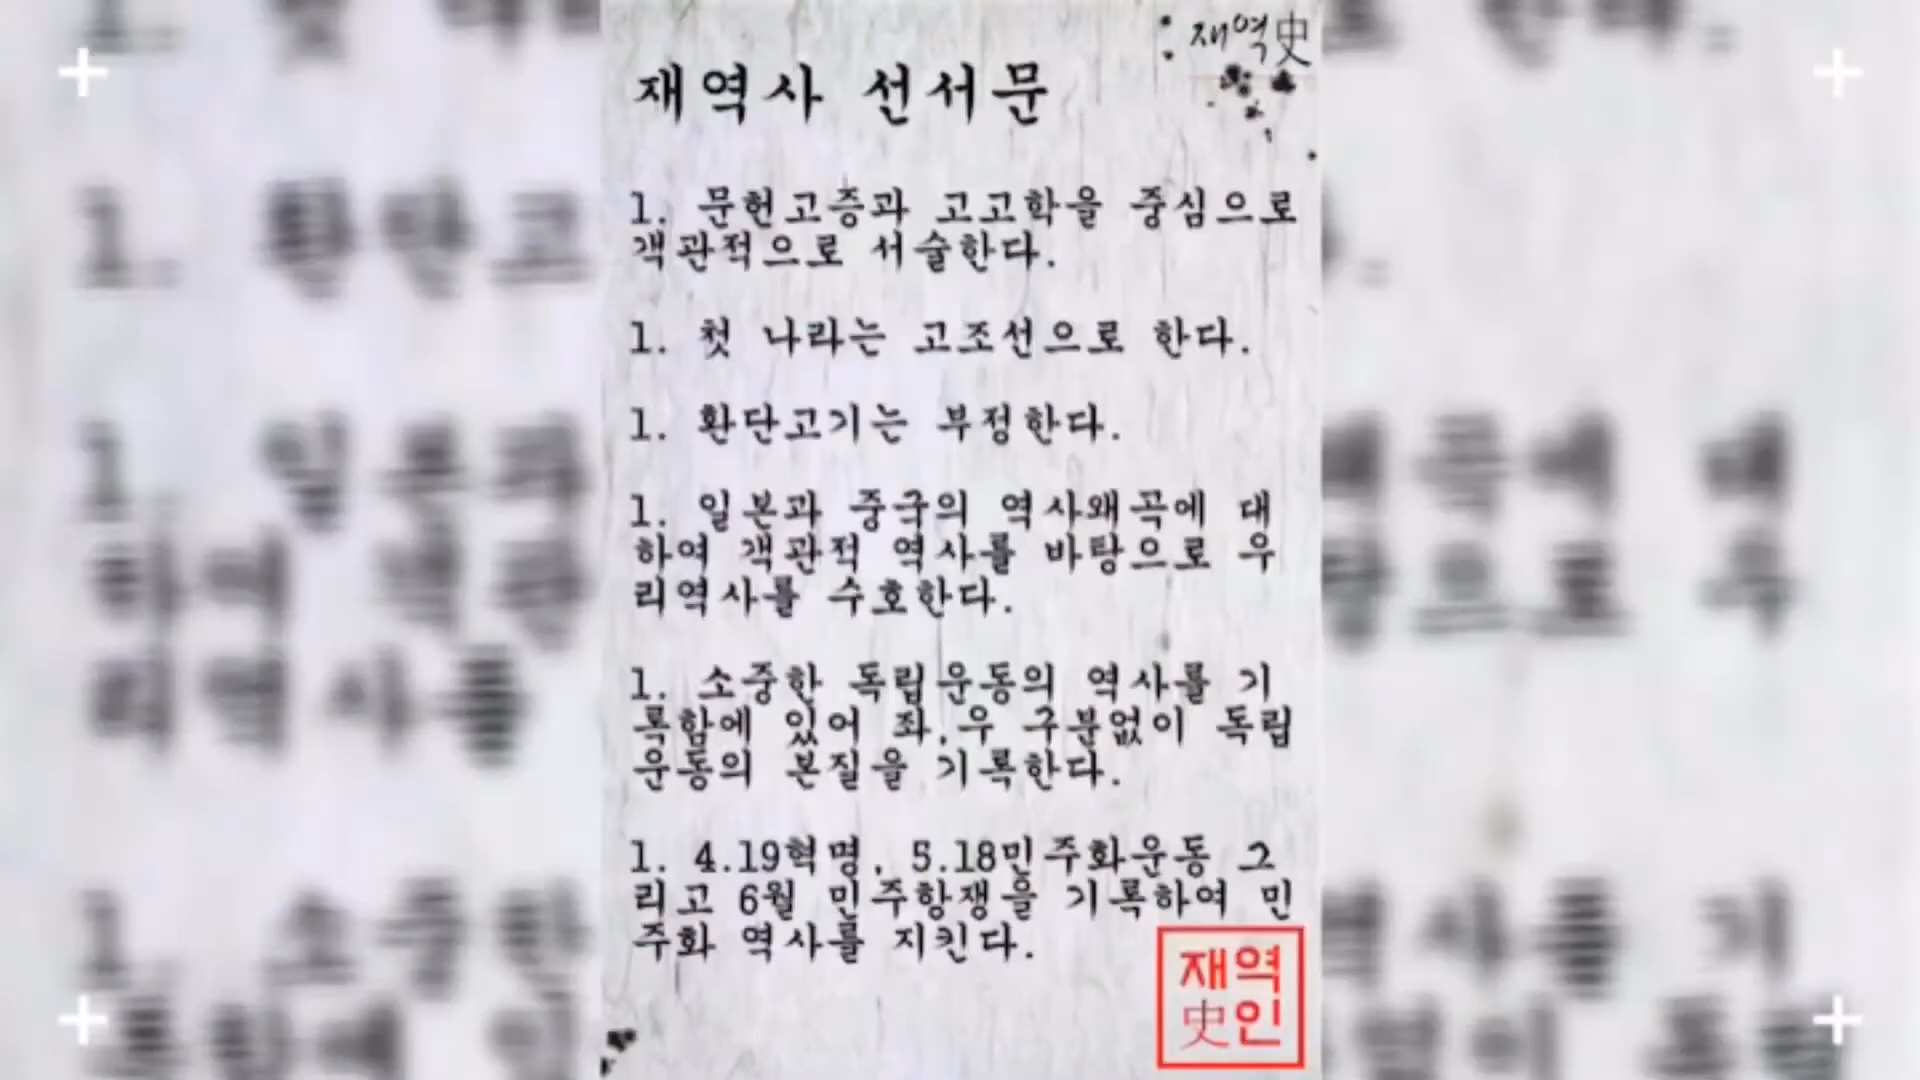 재역史
재역사 선서문
1. 문헌고증과 고고학을 중심으로
객관적으로 서술한다.
1. 첫 나라는 고조선으로 한다.
1. 환단고기는 부정한다.
1. 일본과 중국의 역사왜곡에 대
하여 객관적 역사를 바탕으로 우
리역사를 수호한다.
1. 소중한 독립운동의 역사를 기
록함에 있어 좌,우 구분없이 독립
운동의 본질을 기록한다.
1. 4.19혁명, 5.18민주화운동 그
리고 6월 민주항쟁을 기록하여 민
주화 역사를 지킨다.
재역
史인